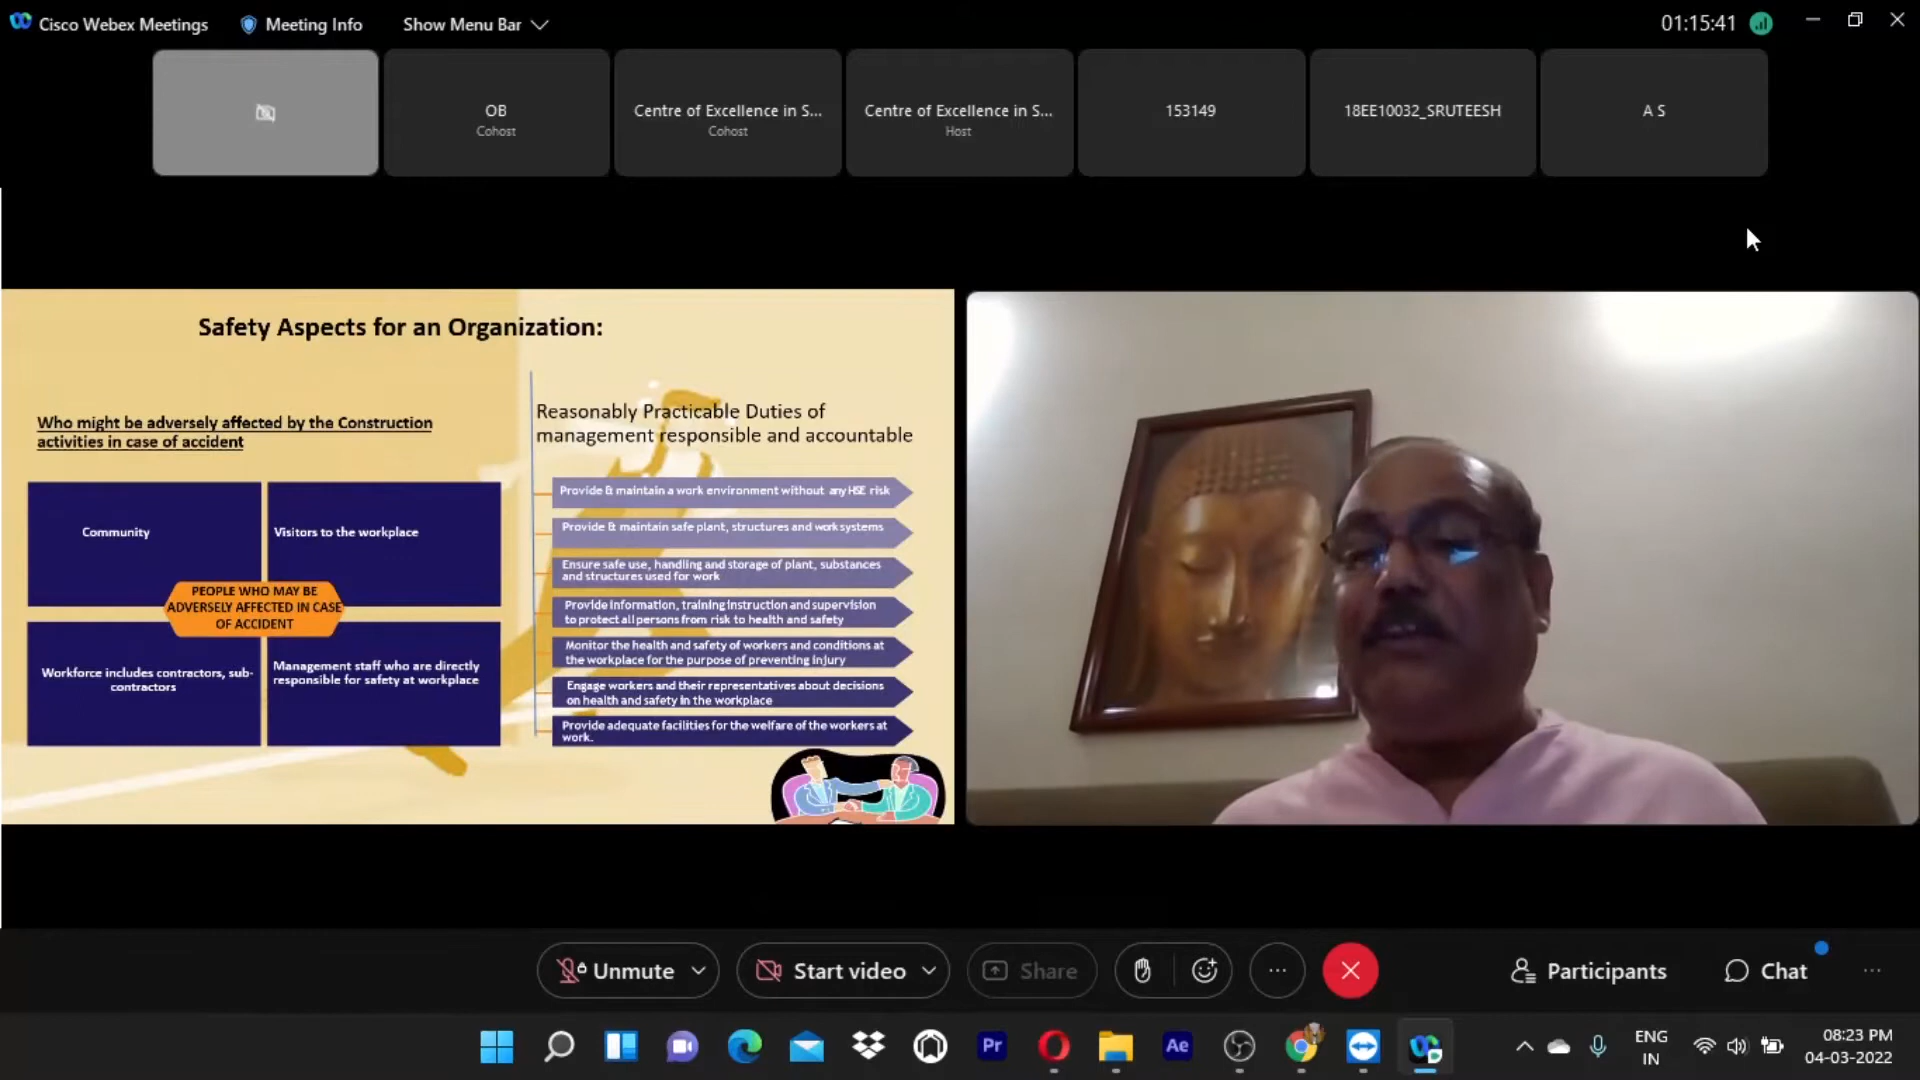 Cisco Webex Meetings
Meeting Info
Show Menu Bar
01:15:41
OB
Cohost
Centre of Excellence in S...
Cohost
Centre of Excellence in S...
Host
153149
18EE10032_SRUTEESH
A S
Safety Aspects for an Organization:
Who might be adversely affected by the Construction
activities in case of accident
Community
Visitors to the workplace
PEOPLE WHO MAY BE
ADVERSELY AFFECTED IN CASE
OF ACCIDENT
Workforce includes contractors, sub-
contractors
Management staff who are directly
responsible for safety at workplace
Reasonably Practicable Duties of
management responsible and accountable
Provide & maintain a work environment without any HSE risk
Provide & maintain safe plant, structures and work systems
Ensure safe use, handling and storage of plant, substances
and structures used for work
Provide information, training instruction and supervision
to protect all persons from risk to health and safety
Monitor the health and safety of workers and conditions at
the workplace for the purpose of preventing injury
Engage workers and their representatives about decisions
on health and safety in the workplace
Provide adequate facilities for the welfare of the workers at
work.
Unmute
Start video
Share
Participants
Chat
Pr
Ae
ENG
IN
08:23 PM
04-03-2022